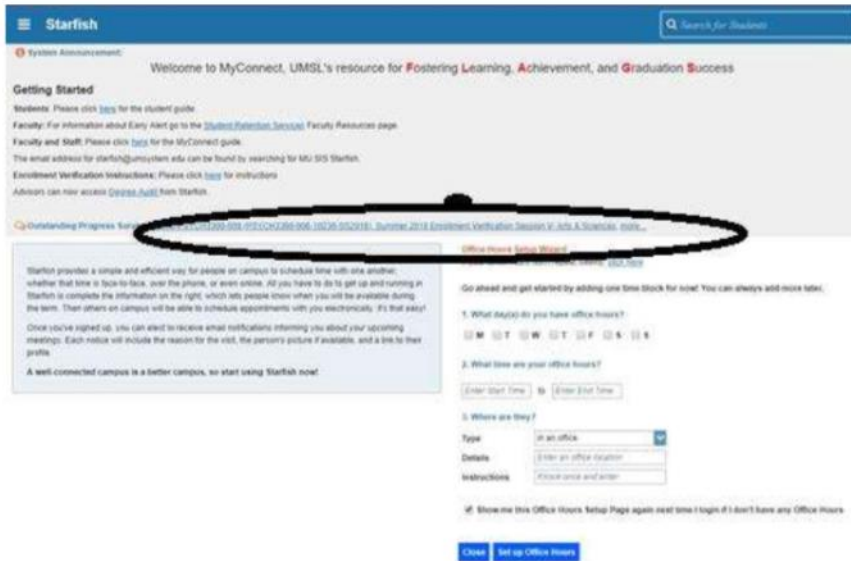 Starfish
Search for Students
System Announcement:
Welcome to MyConnect, UMSL's resource for Fostering Learning, Achievement, and Graduation Success
Getting Started
Students: Please click here for the student guide.
Faculty: For information about Early Alert go to the Student Retention Services Faculty Resources page.
Faculty and Staff: Please click here for the MyConnect guide.
The email address for starfish@umsystem.edu can be found by searching for MU SIS Starfish.
Enrollment Verification Instructions: Please click here for instructions
Advisors can now access Degree Audit from Starfish.
Outstanding Progress Summer 2018 Enrollment Verification Session V- Arts & Sciences, more...
Office Hours Setup Wizard
click here
Starfish provides a simple and efficient way for people on campus to schedule time with one another,
whether that time is face-to-face, over the phone, or even online. All you have to do to get up and running in
Starfish is complete the information on the right, which lets people know when you will be available during
the term. Then others on campus will be able to schedule appointments with you electronically. It's that easy!
Once you've signed up, you can elect to receive email notifications informing you about your upcoming
meetings. Each notice will include the reason for the visit, the person's picture if available, and a link to their
profile.
A well-connected campus is a better campus, so start using Starfish now!
Go ahead and get started by adding one time block for now! You can always add more later.
1. What day(s) do you have office hours?
M T W T F S S
2. What time are your office hours?
Enter Start Time to Enter End Time
3. Where are they?
Type In an office
Details Enter an office location
Instructions Knock once and enter
Show me this Office Hours Setup Page again next time I login if I don't have any Office Hours
Close Set up Office Hours